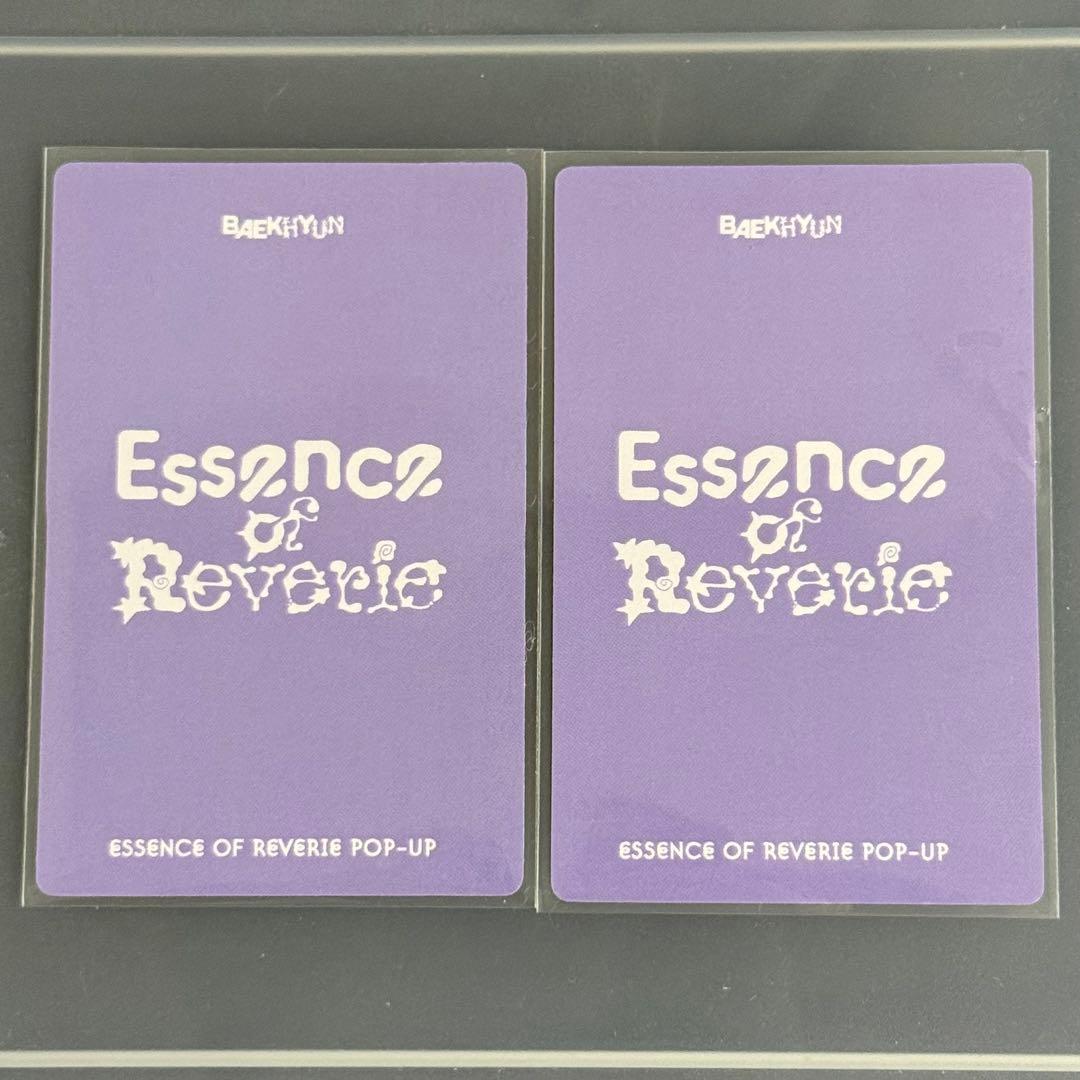 BAEKHYUN
Essence
of
Reverie
ESSENCE OF REVERIE POP-UP
BAEKHYUN
Essence
of
Reverie
ESSENCE OF REVERIE POP-UP